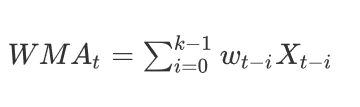 WMA_t = \sum_{i=0}^{k-1} w_{t-i} X_{t-i}